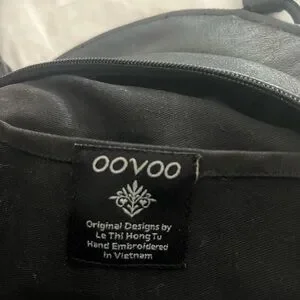 OOVOO
Original Designs by
Le Thi Hong Tu
Hand Embroidered
in Vietnam